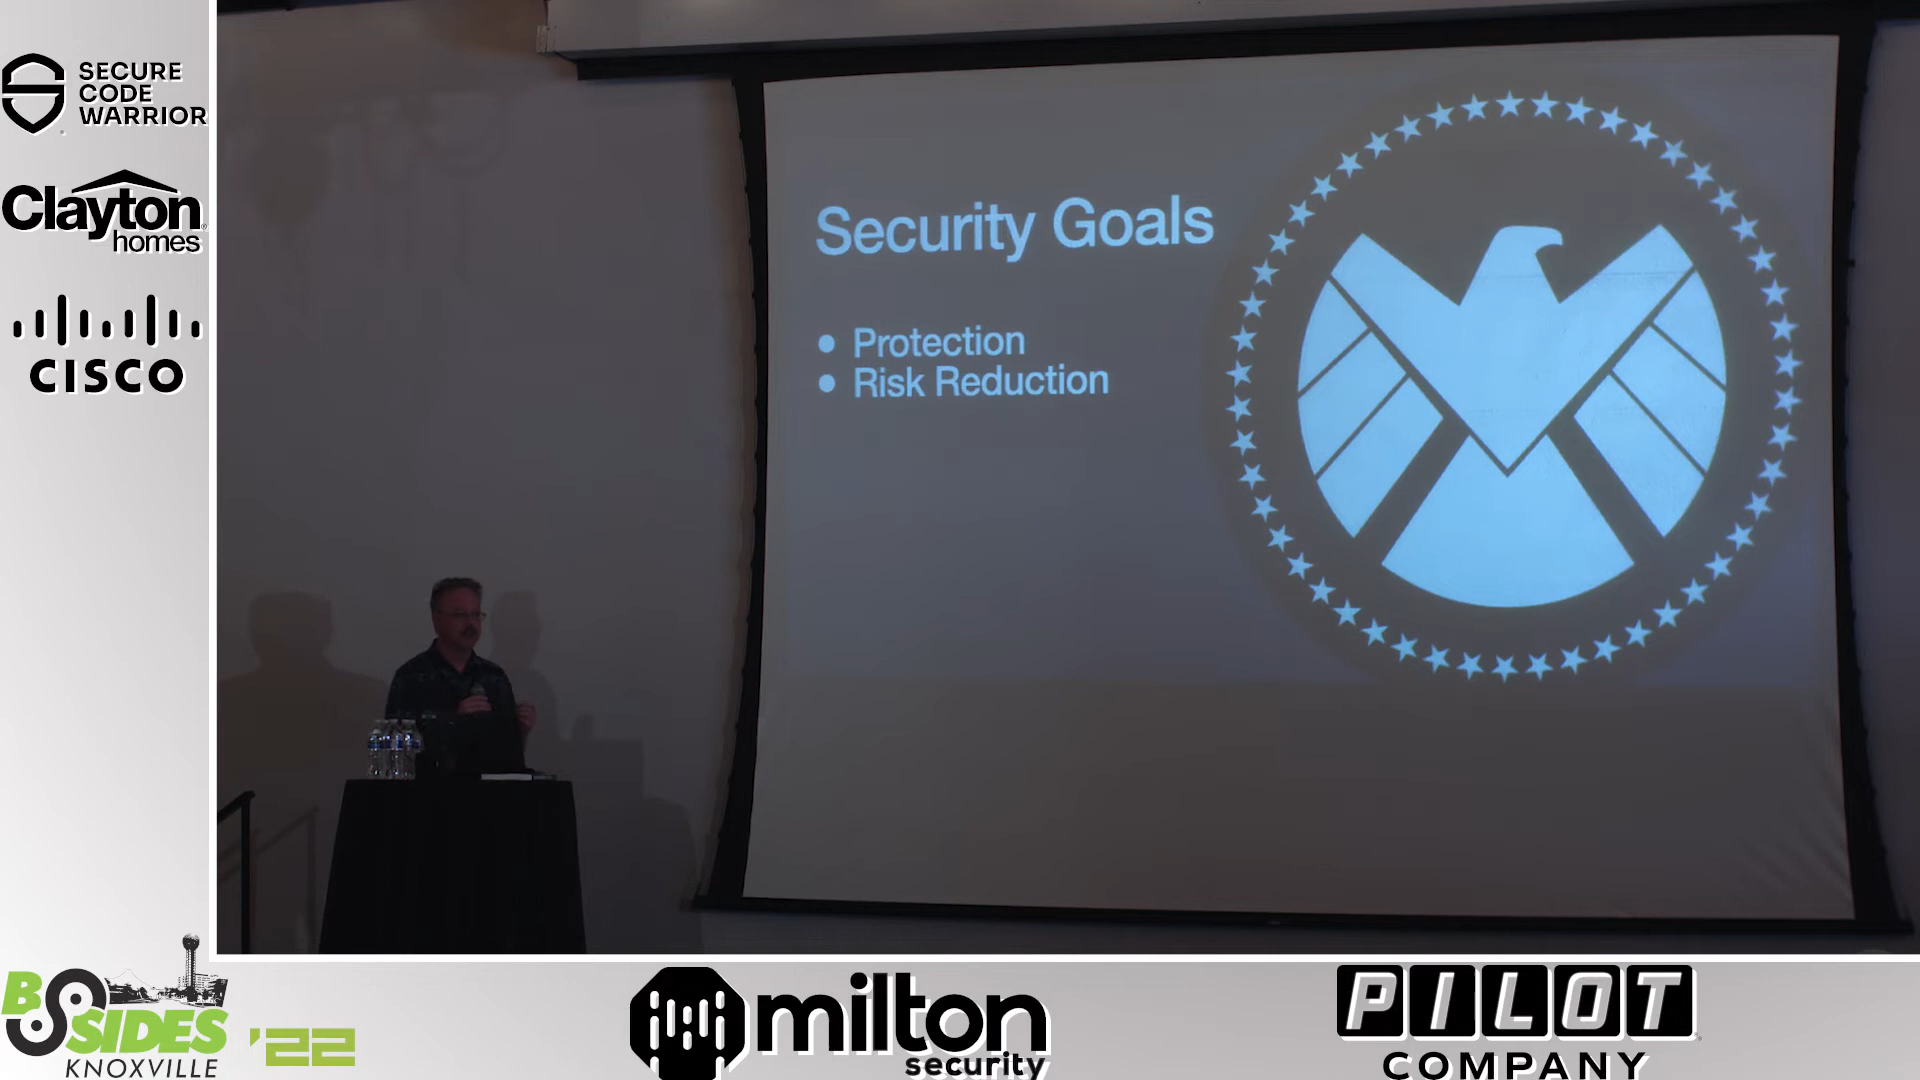 SECURE
CODE
WARRIOR
Clayton
homes
CISCO
Security Goals
• Protection
• Risk Reduction
BSIDES
KNOXVILLE
'22
milton
security
PILOT
COMPANY